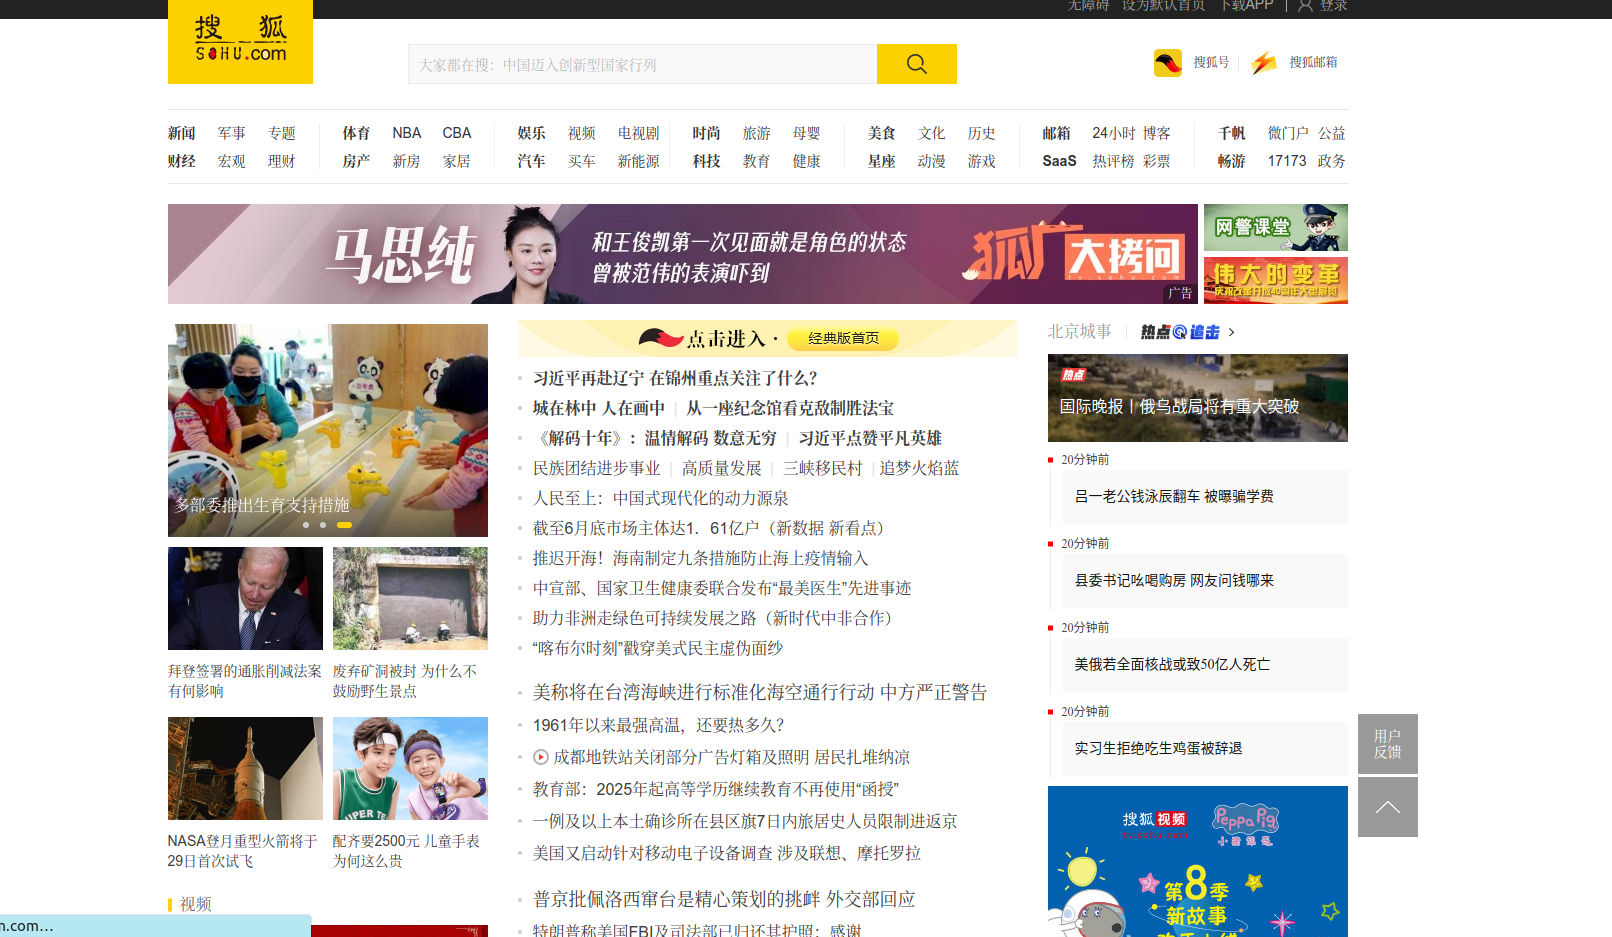 无障碍 设为默认首页 下载APP 登录
搜狐
SOHU.com
大家都在搜：中国迈入创新型国家行列
搜狐号
搜狐邮箱
新闻 军事 专题 体育 NBA CBA 娱乐 视频 电视剧 时尚 旅游 母婴 美食 文化 历史 邮箱 24小时 博客 千帆 微门户 公益
财经 宏观 理财 房产 新房 家居 汽车 买车 新能源 科技 教育 健康 星座 动漫 游戏 SaaS 热评榜 彩票 畅游 17173 政务
马思纯
和王俊凯第一次见面就是角色的状态
曾被范伟的表演吓到
狐厂大拷问
广告
网警课堂
伟大的变革
庆祝改革开放40周年大型展览
多部委推出生育支持措施
拜登签署的通胀削减法案
有何影响
废弃矿洞被封 为什么不
鼓励野生景点
NASA登月重型火箭将于
29日首次试飞
配齐要2500元 儿童手表
为何这么贵
视频
n.com...
点击进入 · 经典版首页
习近平再赴辽宁 在锦州重点关注了什么？
城在林中 人在画中 | 从一座纪念馆看克敌制胜法宝
《解码十年》：温情解码 数意无穷 | 习近平点赞平凡英雄
民族团结进步事业 | 高质量发展 | 三峡移民村 | 追梦火焰蓝
人民至上：中国式现代化的动力源泉
截至6月底市场主体达1．61亿户（新数据 新看点）
推迟开海！海南制定九条措施防止海上疫情输入
中宣部、国家卫生健康委联合发布“最美医生”先进事迹
助力非洲走绿色可持续发展之路（新时代中非合作）
“喀布尔时刻”戳穿美式民主虚伪面纱
美称将在台湾海峡进行标准化海空通行行动 中方严正警告
1961年以来最强高温，还要热多久？
成都地铁站关闭部分广告灯箱及照明 居民扎堆纳凉
教育部：2025年起高等学历继续教育不再使用“函授”
一例及以上本土确诊所在县区旗7日内旅居史人员限制进返京
美国又启动针对移动电子设备调查 涉及联想、摩托罗拉
普京批佩洛西窜台是精心策划的挑衅 外交部回应
特朗普称美国FBI及司法部已归还其护照：感谢
北京城事
热点追击
热点
国际晚报丨俄乌战局将有重大突破
20分钟前
吕一老公钱泳辰翻车 被曝骗学费
20分钟前
县委书记吆喝购房 网友问钱哪来
20分钟前
美俄若全面核战或致50亿人死亡
20分钟前
实习生拒绝吃生鸡蛋被辞退
搜狐视频
Peppa Pig
小猪佩奇
第8季
新故事
用户
反馈